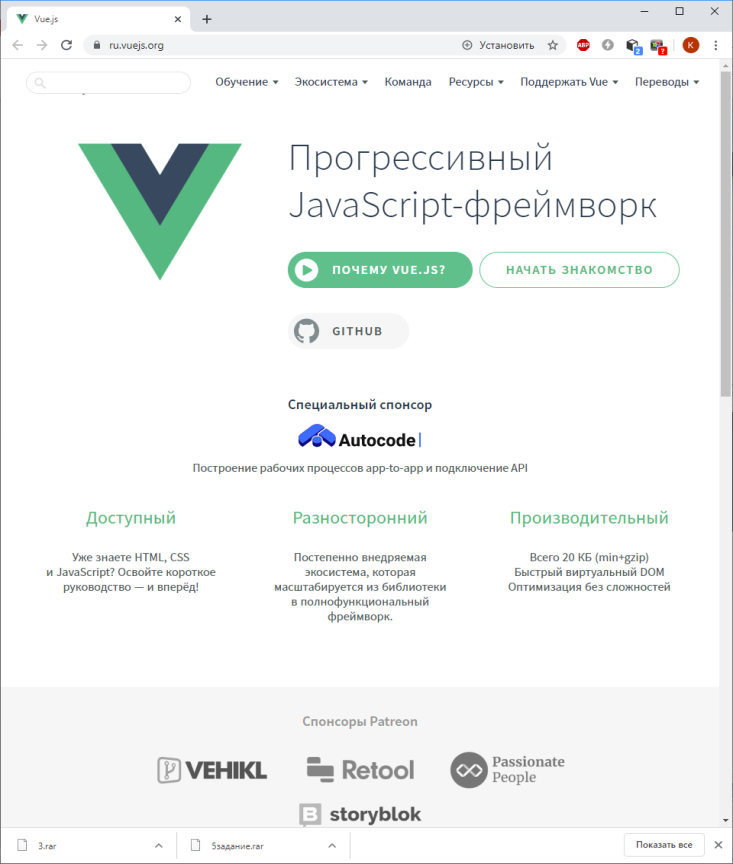 Vue.js
ru.vuejs.org
Установить
ABP
2
?
K
Обучение
Экосистема
Команда
Ресурсы
Поддержать Vue
Переводы
Прогрессивный
JavaScript-фреймворк
ПОЧЕМУ VUE.JS?
НАЧАТЬ ЗНАКОМСТВО
GITHUB
Специальный спонсор
Autocode
Построение рабочих процессов app-to-app и подключение API
Доступный
Уже знаете HTML, CSS
и JavaScript? Освойте короткое
руководство — и вперёд!
Разносторонний
Постепенно внедряемая
экосистема, которая
масштабируется из библиотеки
в полнофункциональный
фреймворк.
Производительный
Всего 20 КБ (min+gzip)
Быстрый виртуальный DOM
Оптимизация без сложностей
Спонсоры Patreon
VEHIKL
Retool
Passionate
People
storyblok
3.rar
5задание.rar
Показать все